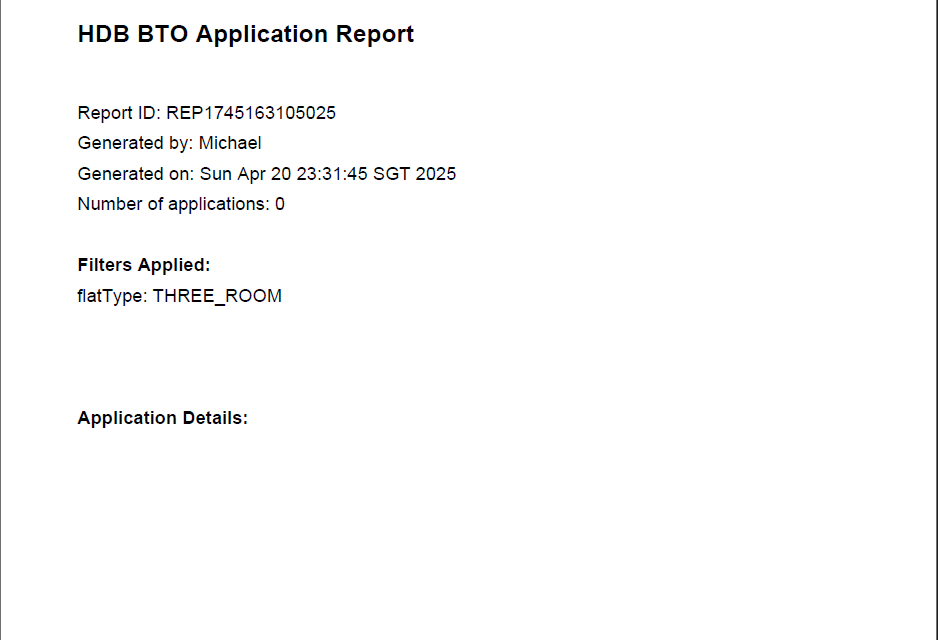 HDB BTO Application Report
Report ID: REP1745163105025
Generated by: Michael
Generated on: Sun Apr 20 23:31:45 SGT 2025
Number of applications: 0
Filters Applied:
flatType: THREE_ROOM
Application Details: